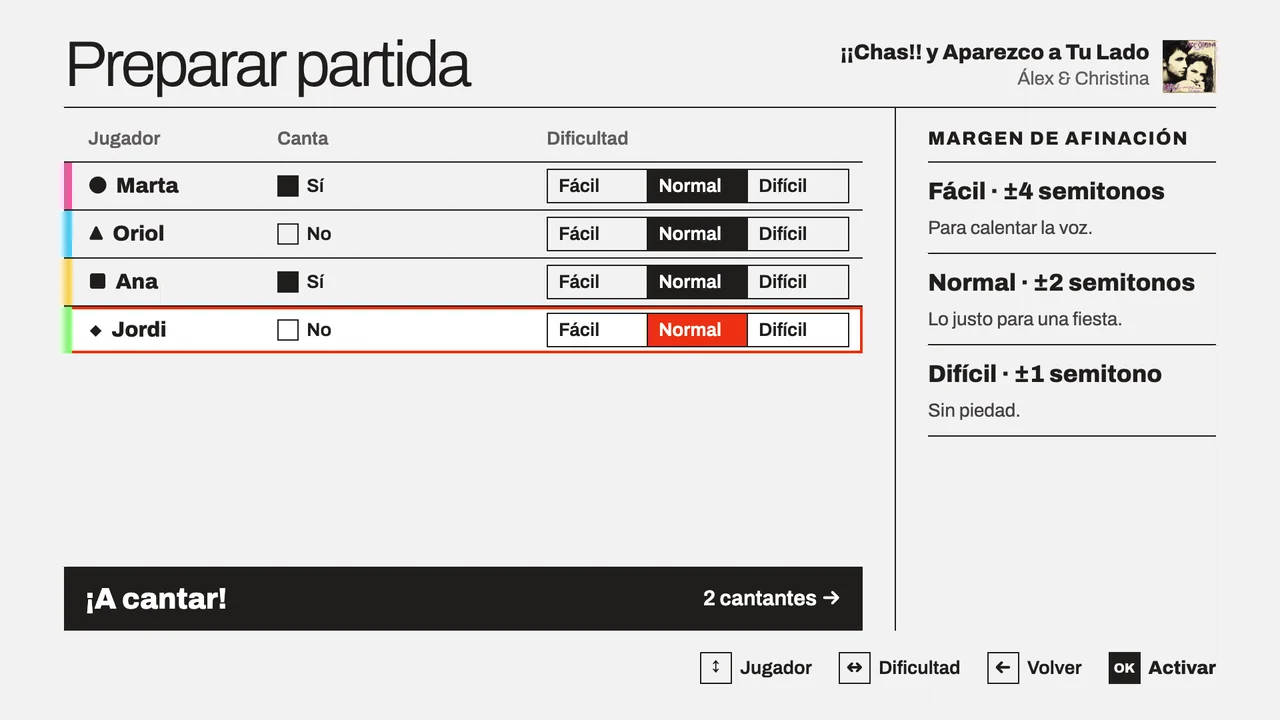 Preparar partida
¡¡Chas!! y Aparezco a Tu Lado
Álex & Christina
Jugador Canta Dificultad
Marta Sí Fácil Normal Difícil
Oriol No Fácil Normal Difícil
Ana Sí Fácil Normal Difícil
Jordi No Fácil Normal Difícil
¡A cantar! 2 cantantes →
MARGEN DE AFINACIÓN
Fácil · ±4 semitonos
Para calentar la voz.
Normal · ±2 semitonos
Lo justo para una fiesta.
Difícil · ±1 semitono
Sin piedad.
↕ Jugador ↔ Dificultad ← Volver OK Activar